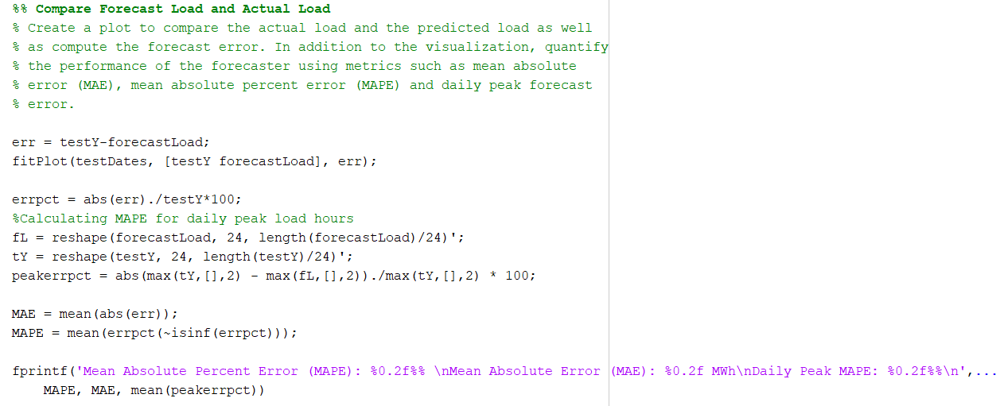 %% Compare Forecast Load and Actual Load
% Create a plot to compare the actual load and the predicted load as well
% as compute the forecast error. In addition to the visualization, quantify
% the performance of the forecaster using metrics such as mean absolute
% error (MAE), mean absolute percent error (MAPE) and daily peak forecast
% error.
err = testY-forecastLoad;
fitPlot(testDates, [testY forecastLoad], err);
errpct = abs(err)./testY*100;
%Calculating MAPE for daily peak load hours
fL = reshape(forecastLoad, 24, length(forecastLoad)/24)';
tY = reshape(testY, 24, length(testY)/24)';
peakerrpct = abs(max(tY,[],2) - max(fL,[],2))./max(tY,[],2) * 100;
MAE = mean(abs(err));
MAPE = mean(errpct(~isinf(errpct)));
fprintf('Mean Absolute Percent Error (MAPE): %0.2f%% \nMean Absolute Error (MAE): %0.2f MWh\nDaily Peak MAPE: %0.2f%%\n',...
    MAPE, MAE, mean(peakerrpct))